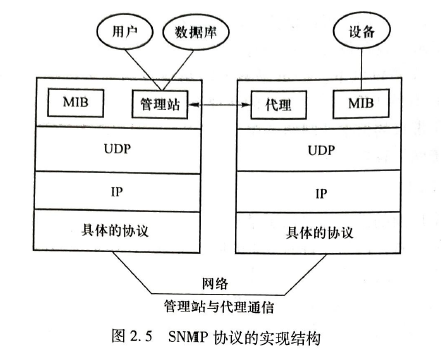 用户 数据库 设备
MIB 管理站 代理 MIB
UDP UDP
IP IP
具体的协议 具体的协议
网络
管理站与代理通信
图 2.5 SNMP 协议的实现结构